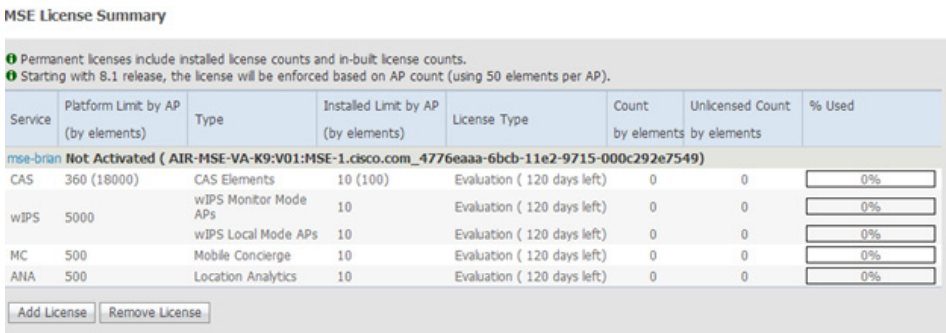 MSE License Summary
Permanent licenses include installed license counts and in-built license counts.
Starting with 8.1 release, the license will be enforced based on AP count (using 50 elements per AP).
Service Platform Limit by AP (by elements) Type Installed Limit by AP (by elements) License Type Count by elements Unlicensed Count by elements % Used
mse-brian Not Activated ( AIR-MSE-VA-K9:V01:MSE-1.cisco.com_4776eaaa-6bcb-11e2-9715-000c292e7549)
CAS 360 (18000) CAS Elements 10 (100) Evaluation ( 120 days left) 0 0 0%
wIPS 5000 wIPS Monitor Mode APs 10 Evaluation ( 120 days left) 0 0 0%
wIPS Local Mode APs 10 Evaluation ( 120 days left) 0 0 0%
MC 500 Mobile Concierge 10 Evaluation ( 120 days left) 0 0 0%
ANA 500 Location Analytics 10 Evaluation ( 120 days left) 0 0 0%
Add License Remove License